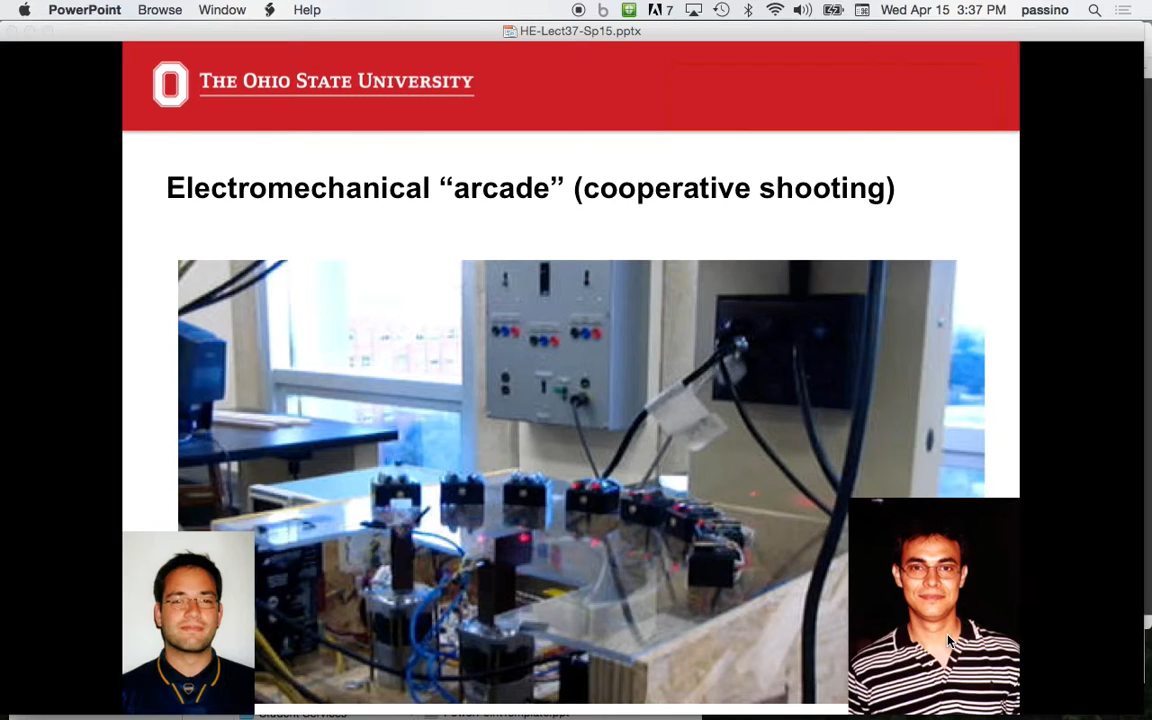 PowerPoint Browse Window Help 7 Wed Apr 15 3:37 PM passino
HE-Lect37-Sp15.pptx
THE OHIO STATE UNIVERSITY
Electromechanical “arcade” (cooperative shooting)